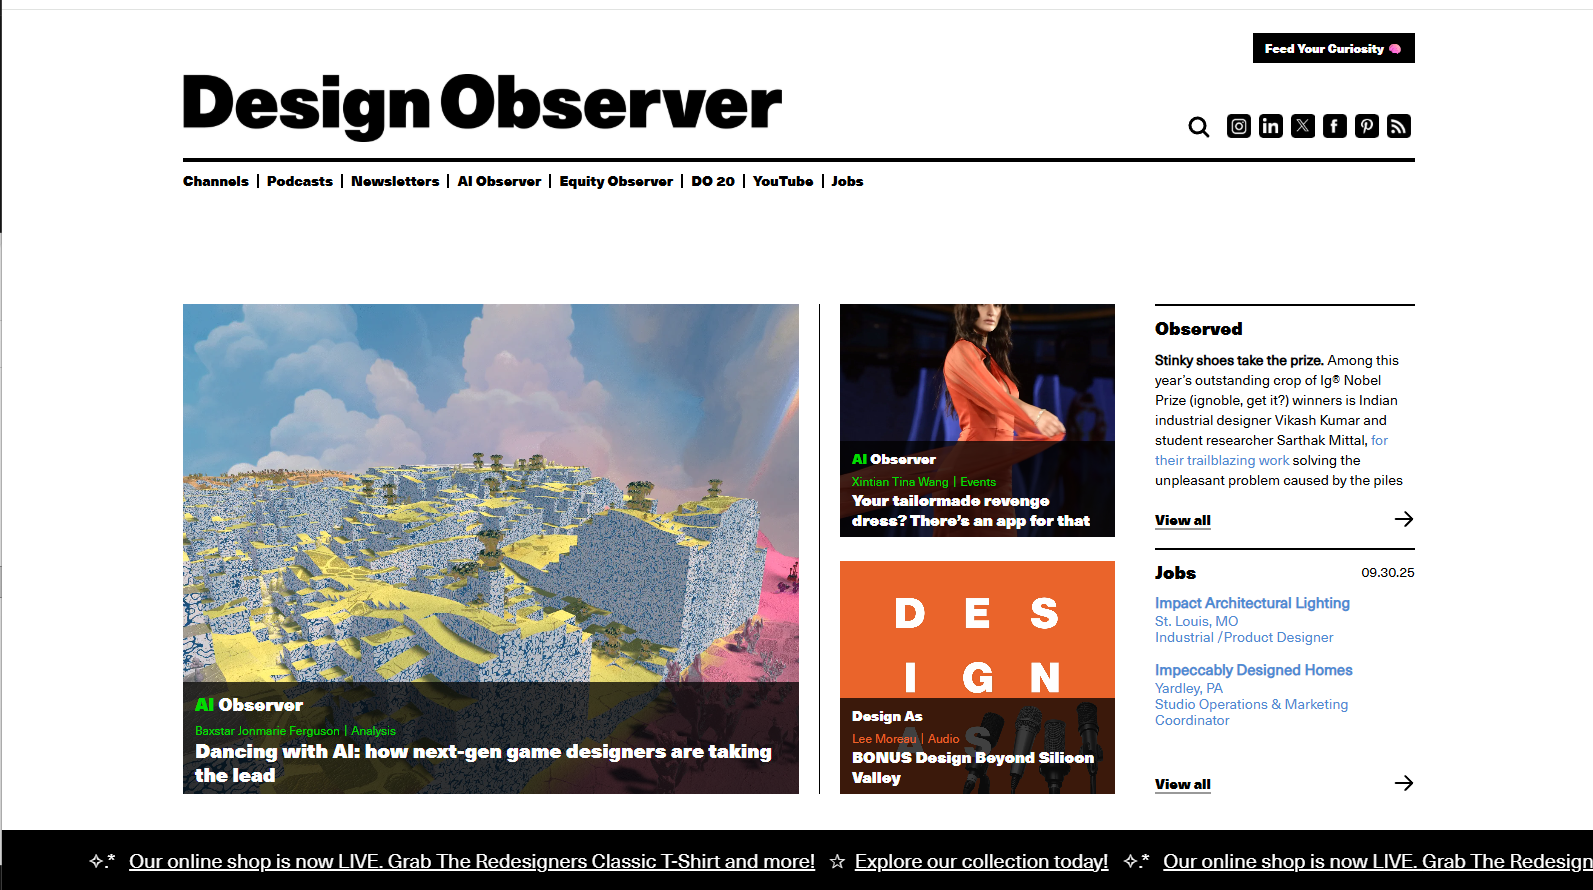 Feed Your Curiosity
Design Observer
Channels | Podcasts | Newsletters | AI Observer | Equity Observer | DO 20 | YouTube | Jobs
AI Observer
Baxstar Jonmarie Ferguson | Analysis
Dancing with AI: how next-gen game designers are taking
the lead
AI Observer
Xintian Tina Wang | Events
Your tailormade revenge
dress? There's an app for that
D E S
I G N
A S
Design As
Lee Moreau | Audio
BONUS Design Beyond Silicon
Valley
Observed
Stinky shoes take the prize. Among this
year's outstanding crop of Ig® Nobel
Prize (ignoble, get it?) winners is Indian
industrial designer Vikash Kumar and
student researcher Sarthak Mittal, for
their trailblazing work solving the
unpleasant problem caused by the piles
View all
Jobs 09.30.25
Impact Architectural Lighting
St. Louis, MO
Industrial /Product Designer
Impeccably Designed Homes
Yardley, PA
Studio Operations & Marketing
Coordinator
View all
✧.* Our online shop is now LIVE. Grab The Redesigners Classic T-Shirt and more! ☆ Explore our collection today! ✧.* Our online shop is now LIVE. Grab The Redesign